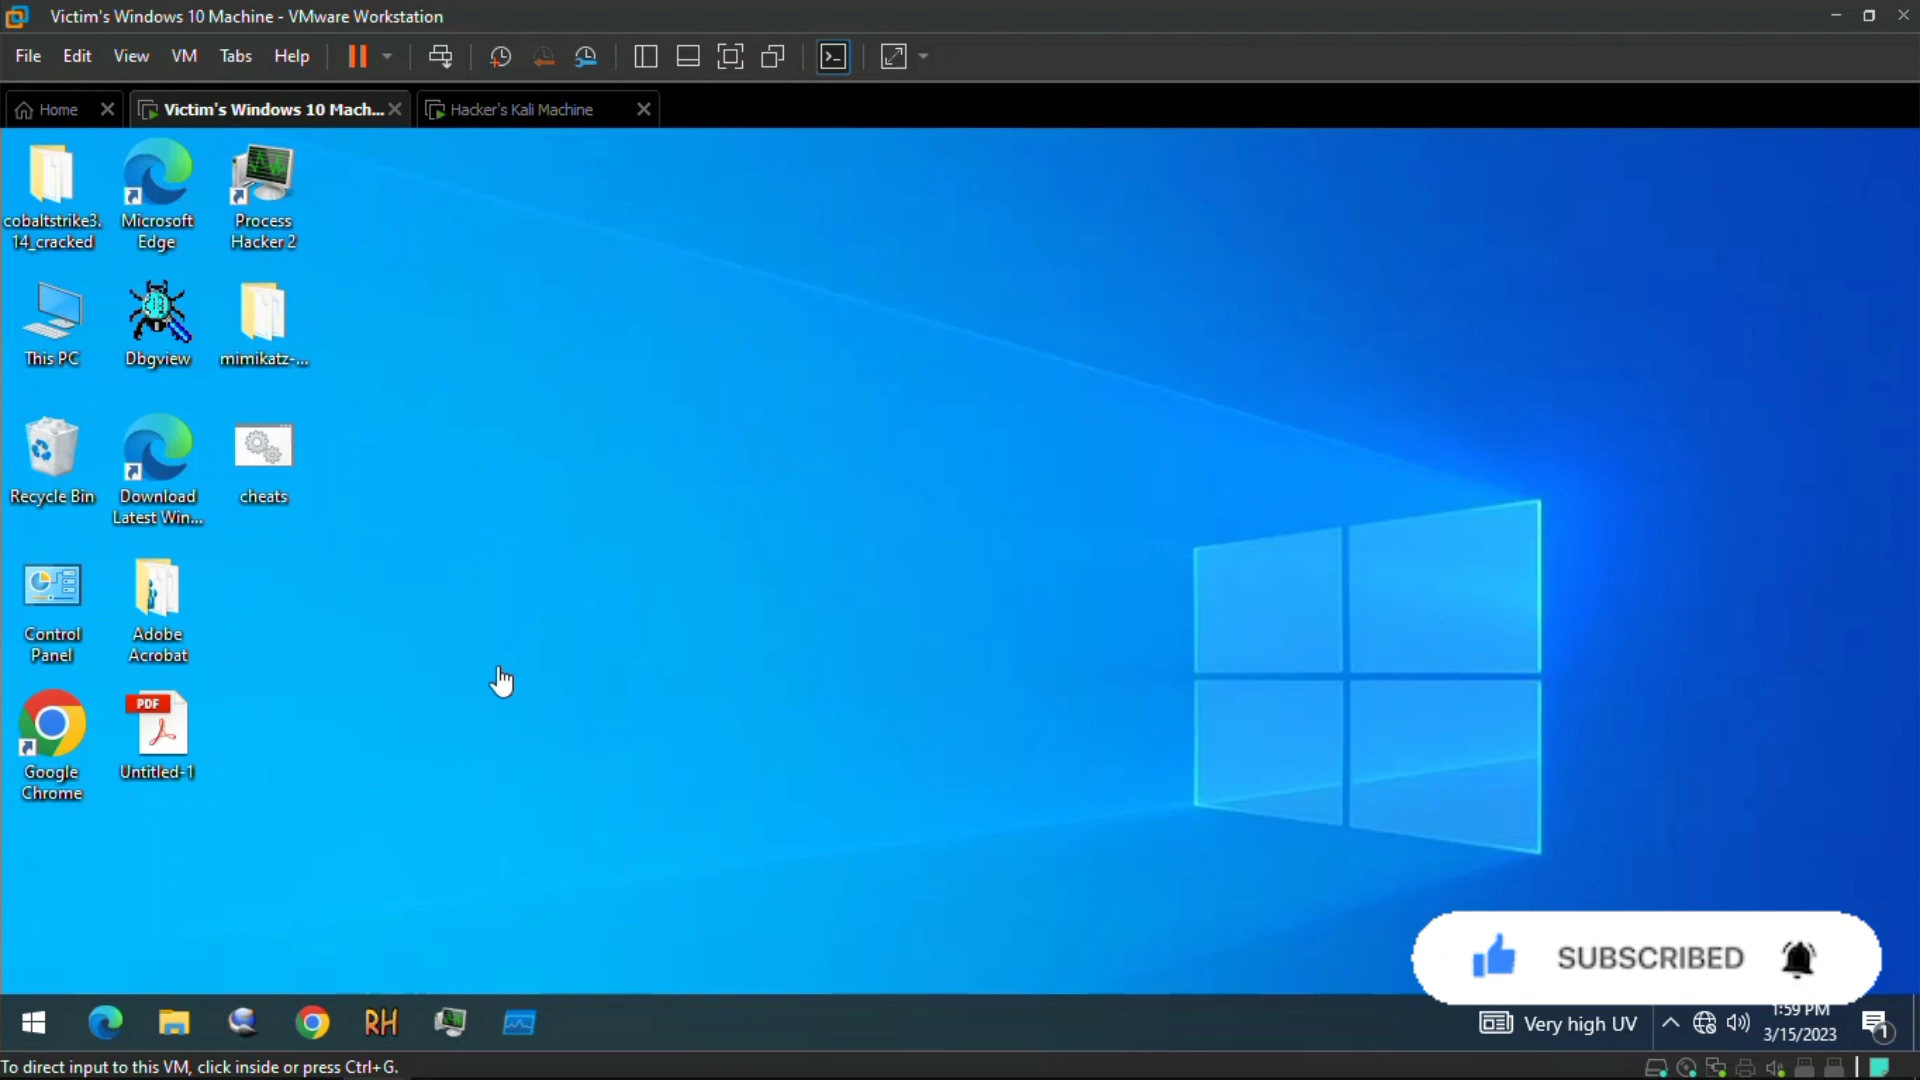 Victim's Windows 10 Machine - VMware Workstation
File Edit View VM Tabs Help
Home Victim's Windows 10 Mach... Hacker's Kali Machine
cobaltstrike3.
14_cracked
Microsoft
Edge
Process
Hacker 2
This PC
Dbgview
mimikatz-...
Recycle Bin
Download
Latest Win...
cheats
Control
Panel
Adobe
Acrobat
PDF
Google
Chrome
Untitled-1
SUBSCRIBED
RH
Very high UV
1:59 PM
3/15/2023
1
To direct input to this VM, click inside or press Ctrl+G.